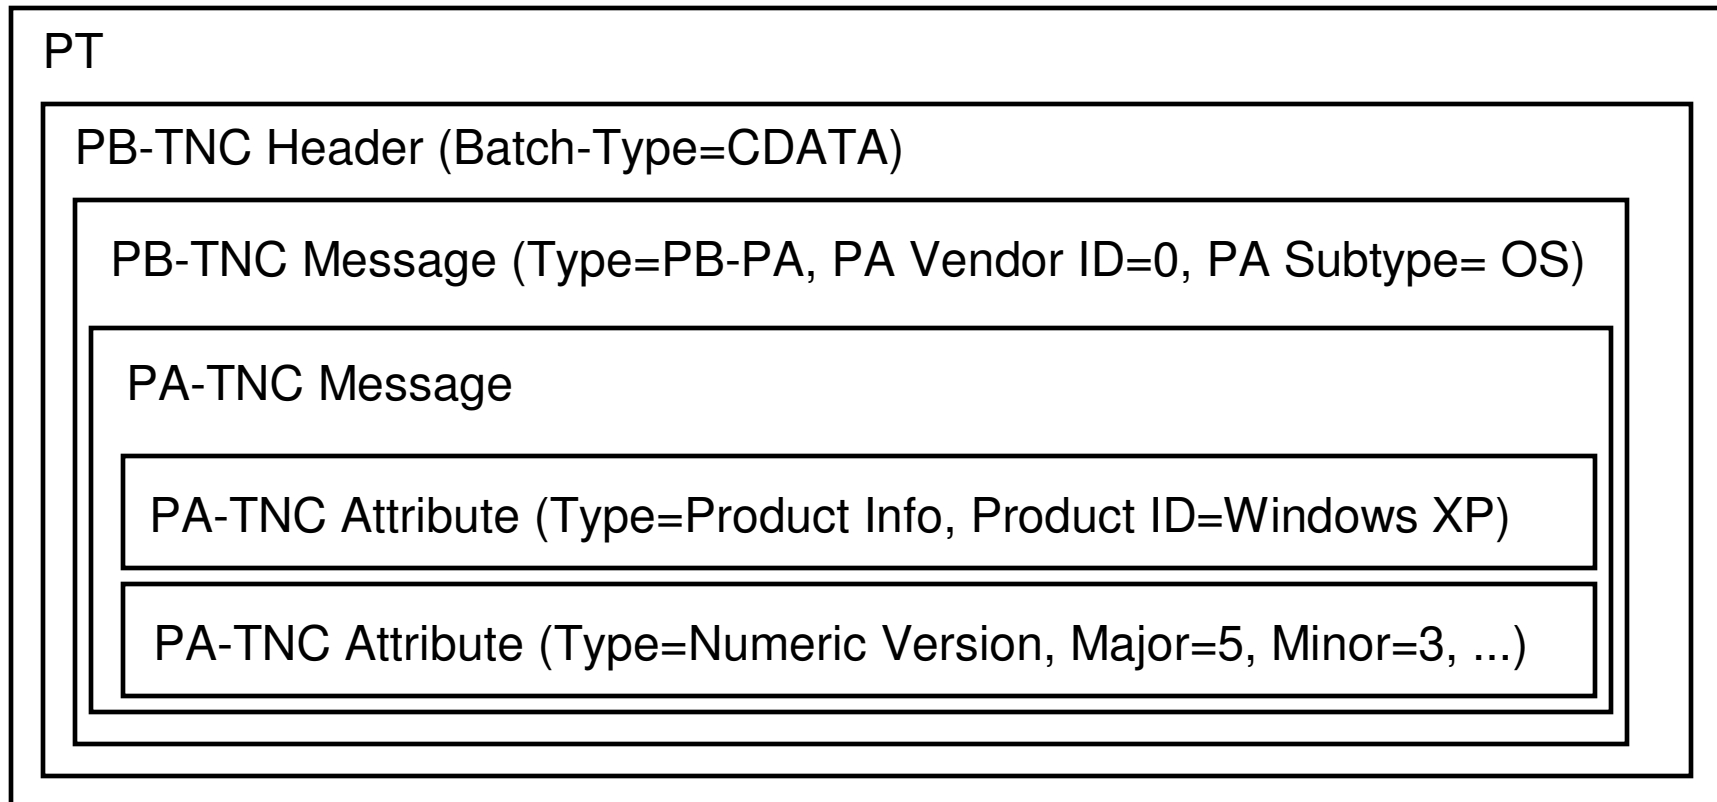 PT
PB-TNC Header (Batch-Type=CDATA)
PB-TNC Message (Type=PB-PA, PA Vendor ID=0, PA Subtype= OS)
PA-TNC Message
PA-TNC Attribute (Type=Product Info, Product ID=Windows XP)
PA-TNC Attribute (Type=Numeric Version, Major=5, Minor=3, ...)